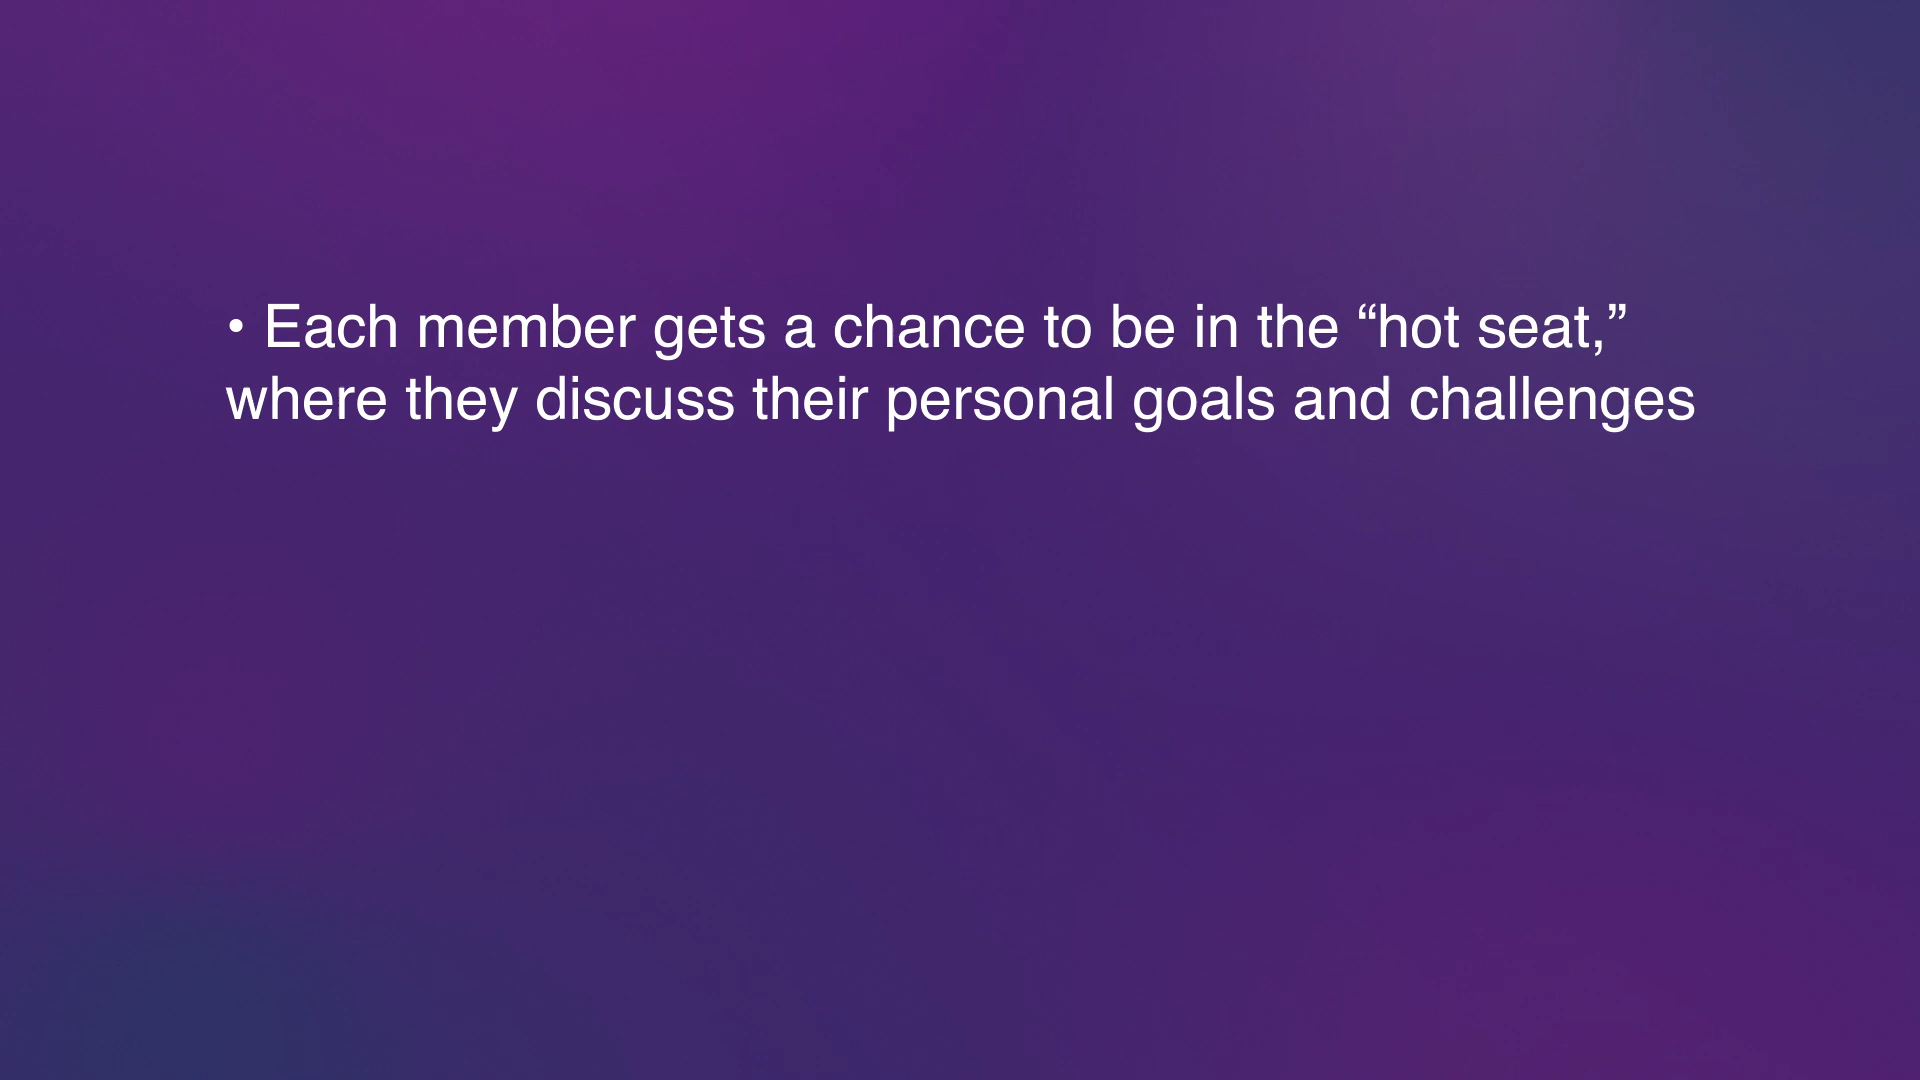 • Each member gets a chance to be in the “hot seat,”
where they discuss their personal goals and challenges